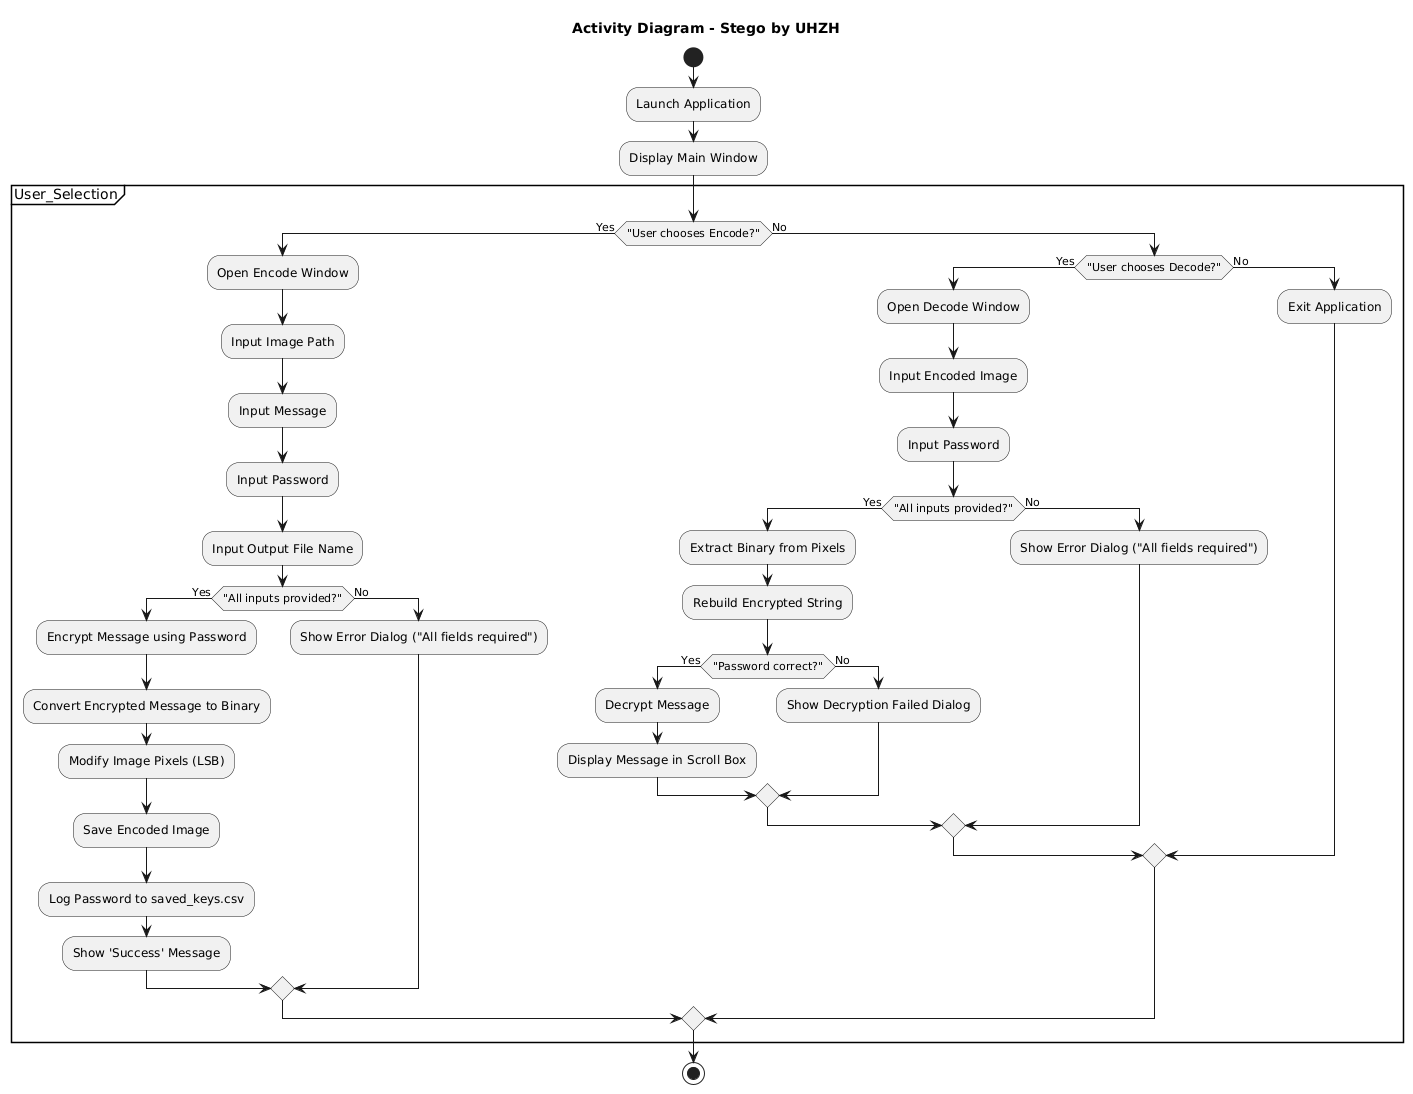 Activity Diagram - Stego by UHZH
Launch Application
Display Main Window
User_Selection
"User chooses Encode?"
Yes
No
Open Encode Window
Input Image Path
Input Message
Input Password
Input Output File Name
"All inputs provided?"
Yes
No
Encrypt Message using Password
Convert Encrypted Message to Binary
Modify Image Pixels (LSB)
Save Encoded Image
Log Password to saved_keys.csv
Show 'Success' Message
Show Error Dialog ("All fields required")
"User chooses Decode?"
Yes
No
Open Decode Window
Input Encoded Image
Input Password
"All inputs provided?"
Yes
No
Extract Binary from Pixels
Rebuild Encrypted String
"Password correct?"
Yes
No
Decrypt Message
Display Message in Scroll Box
Show Decryption Failed Dialog
Show Error Dialog ("All fields required")
Exit Application